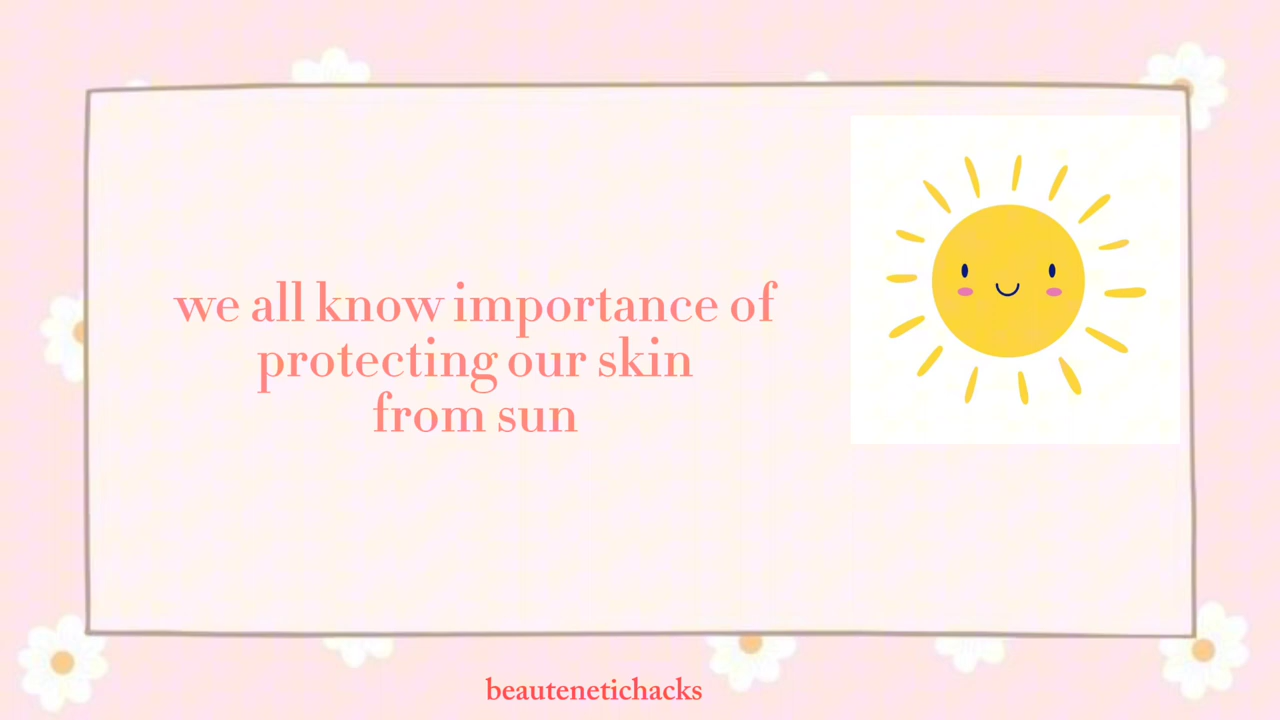 we all know importance of
protecting our skin
from sun
beautenetichacks